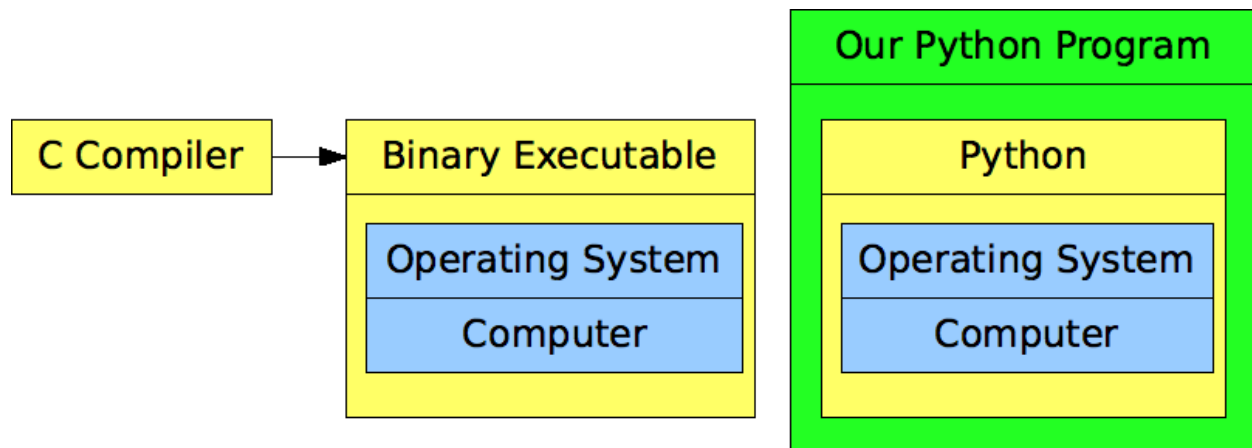 C Compiler
Binary Executable
Operating System
Computer
Our Python Program
Python
Operating System
Computer